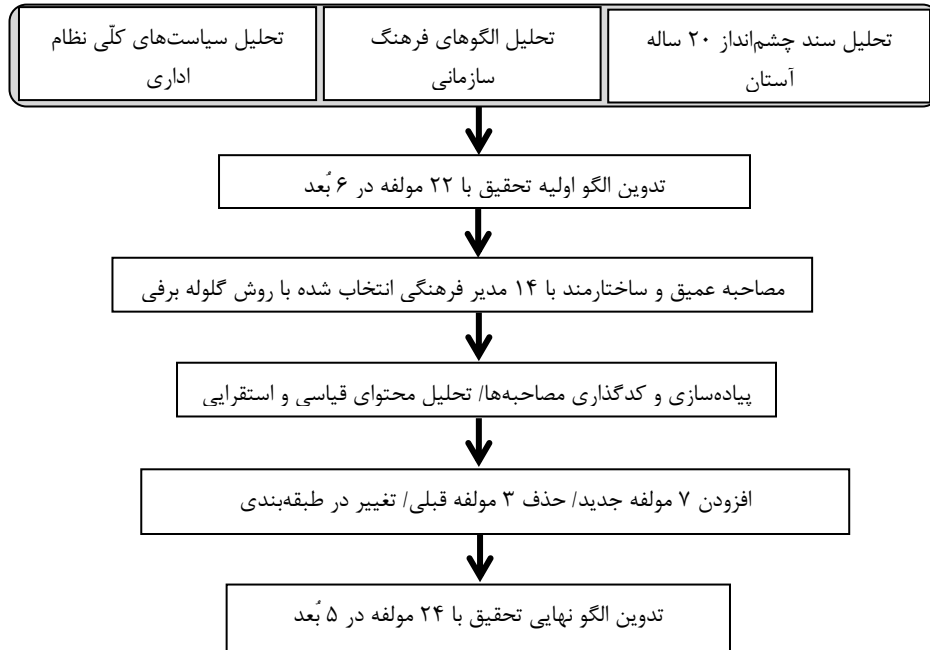 تحلیل سند چشم‌انداز ۲۰ ساله
آستان
تحلیل الگوهای فرهنگ
سازمانی
تحلیل سیاست‌های کلّی نظام
اداری
تدوین الگو اولیه تحقیق با ۲۲ مولفه در ۶ بُعد
مصاحبه عمیق و ساختارمند با ۱۴ مدیر فرهنگی انتخاب شده با روش گلوله برفی
پیاده‌سازی و کدگذاری مصاحبه‌ها/ تحلیل محتوای قیاسی و استقرایی
افزودن ۷ مولفه جدید/ حذف ۳ مولفه قبلی/ تغییر در طبقه‌بندی
تدوین الگو نهایی تحقیق با ۲۴ مولفه در ۵ بُعد